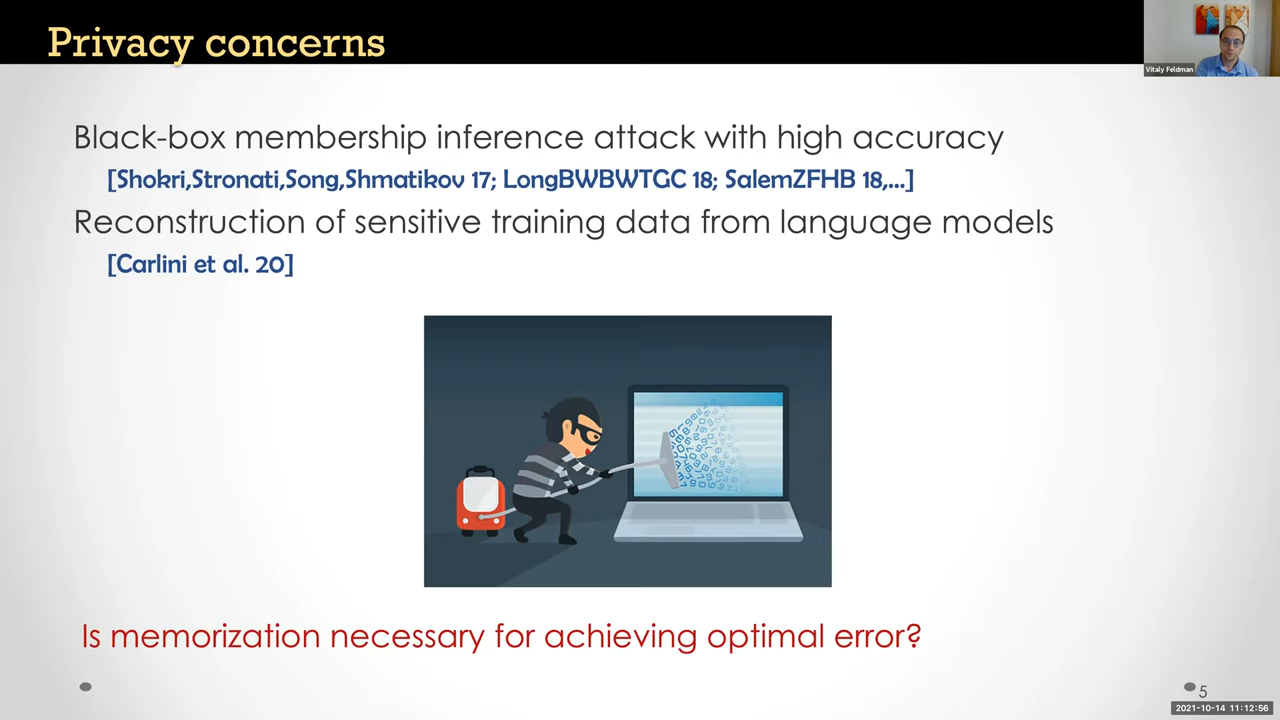 Privacy concerns
Vitaly Feldman
Black-box membership inference attack with high accuracy
[Shokri,Stronati,Song,Shmatikov 17; LongBWBWTGC 18; SalemZFHB 18,...]
Reconstruction of sensitive training data from language models
[Carlini et al. 20]
Is memorization necessary for achieving optimal error?
5
2021-10-14 11:12:56